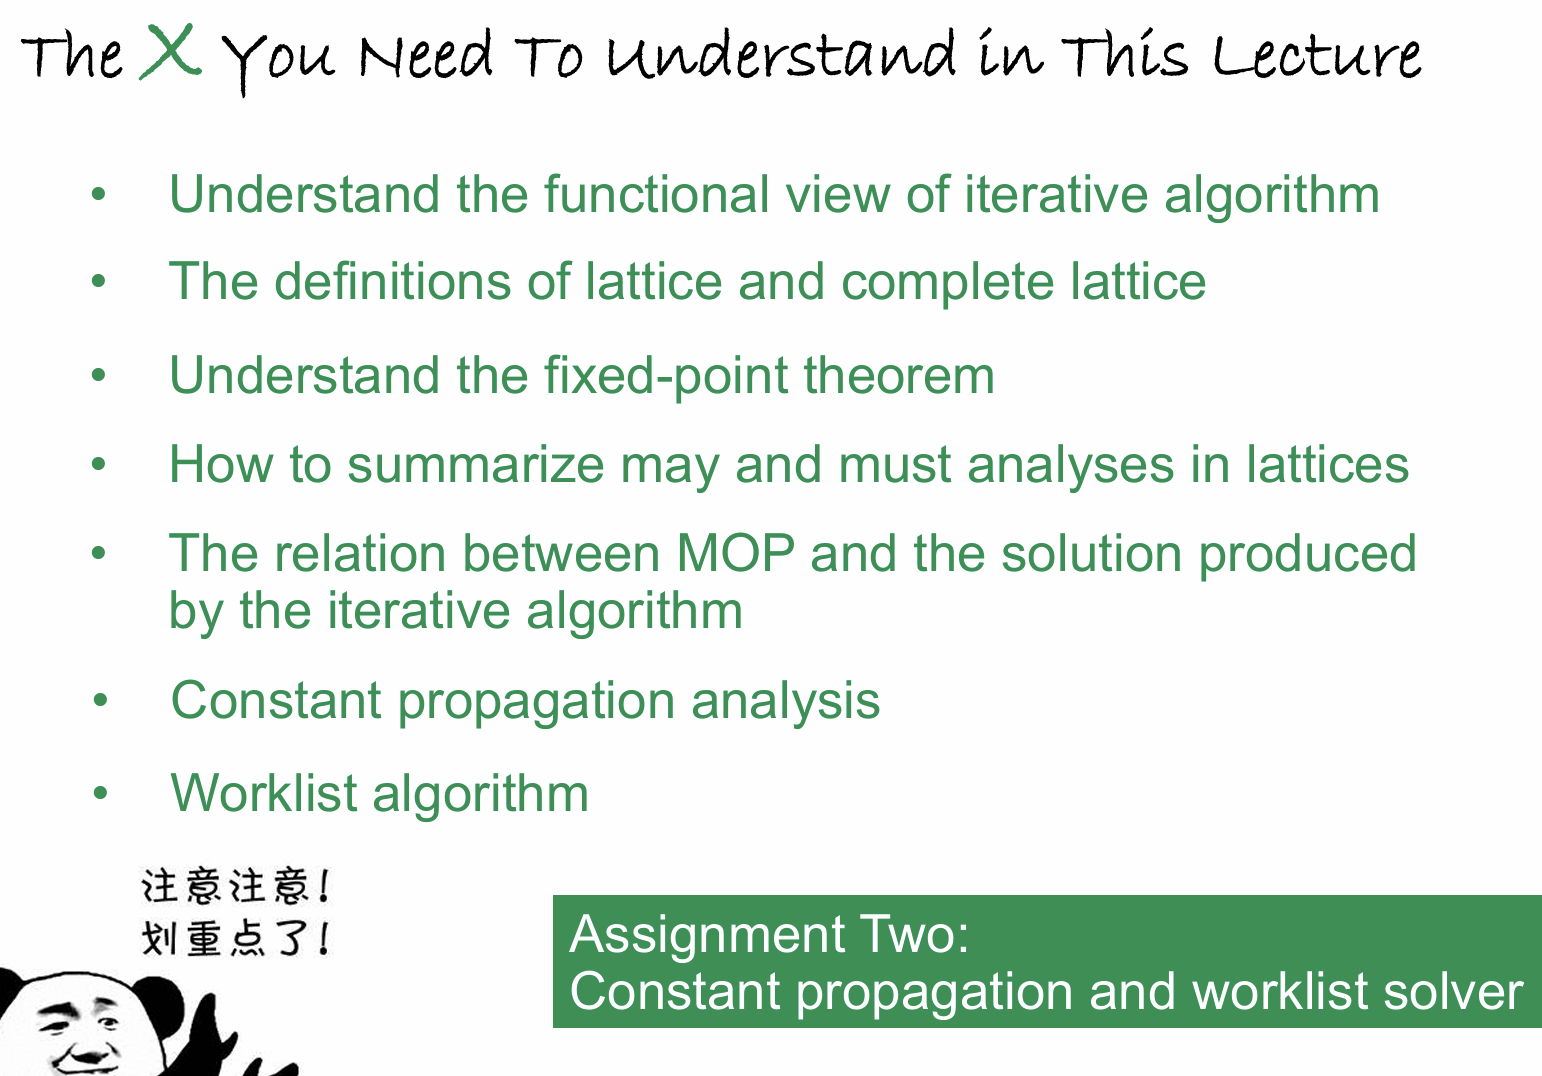 The X You Need To Understand in This Lecture
• Understand the functional view of iterative algorithm
• The definitions of lattice and complete lattice
• Understand the fixed-point theorem
• How to summarize may and must analyses in lattices
• The relation between MOP and the solution produced
by the iterative algorithm
• Constant propagation analysis
• Worklist algorithm
注意注意!
划重点了!
Assignment Two:
Constant propagation and worklist solver